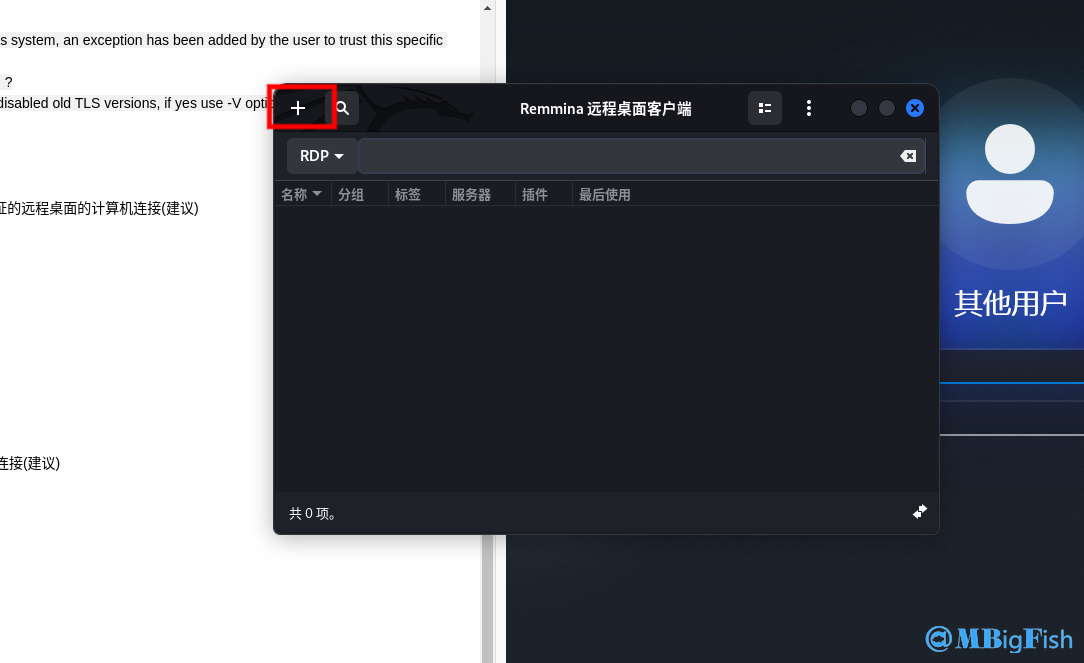 s system, an exception has been added by the user to trust this specific
?
disabled old TLS versions, if yes use -V optio
证的远程桌面的计算机连接(建议)
连接(建议)
Remmina 远程桌面客户端
RDP
名称 分组 标签 服务器 插件 最后使用
共 0 项。
其他用户
@MBigFish